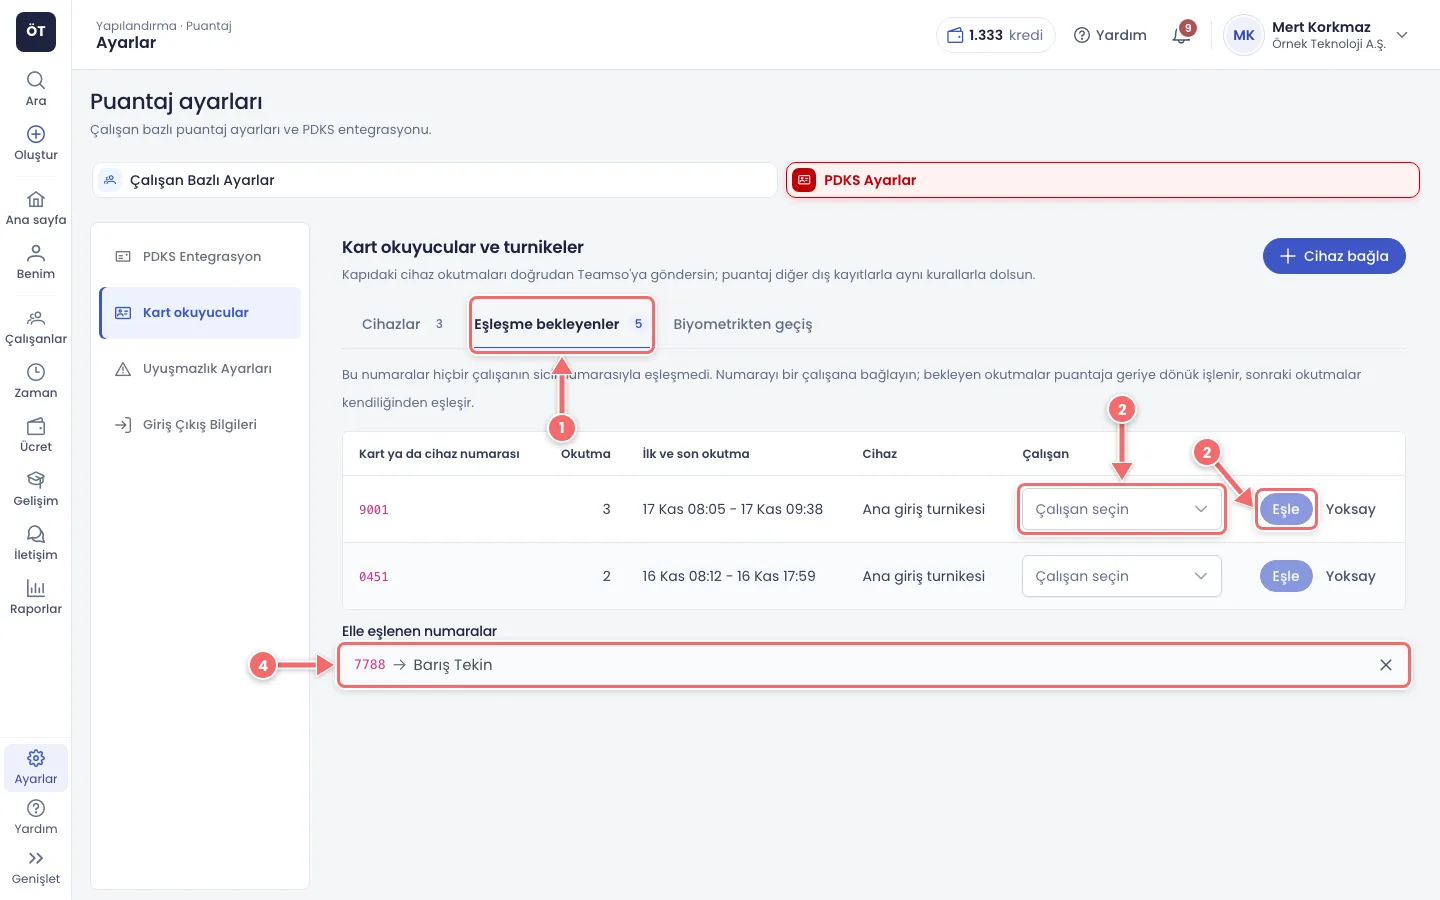 ÖT
Ara
Oluştur
Ana sayfa
Benim
Çalışanlar
Zaman
Ücret
Gelişim
İletişim
Raporlar
Ayarlar
Yardım
Genişlet
Yapılandırma · Puantaj
Ayarlar
1.333 kredi
Yardım
9
MK
Mert Korkmaz
Örnek Teknoloji A.Ş.
Puantaj ayarları
Çalışan bazlı puantaj ayarları ve PDKS entegrasyonu.
Çalışan Bazlı Ayarlar
PDKS Ayarlar
PDKS Entegrasyon
Kart okuyucular
Uyuşmazlık Ayarları
Giriş Çıkış Bilgileri
Kart okuyucular ve turnikeler
Kapıdaki cihaz okutmaları doğrudan Teamso'ya göndersin; puantaj diğer dış kayıtlarla aynı kurallarla dolsun.
Cihaz bağla
Cihazlar 3
Eşleşme bekleyenler 5
Biyometrikten geçiş
Bu numaralar hiçbir çalışanın sicil numarasıyla eşleşmedi. Numarayı bir çalışana bağlayın; bekleyen okutmalar puantaja geriye dönük işlenir, sonraki okutmalar
kendiliğinden eşleşir.
1
2
2
Kart ya da cihaz numarası Okutma İlk ve son okutma Cihaz Çalışan
9001 3 17 Kas 08:05 - 17 Kas 09:38 Ana giriş turnikesi Çalışan seçin Eşle Yoksay
0451 2 16 Kas 08:12 - 16 Kas 17:59 Ana giriş turnikesi Çalışan seçin Eşle Yoksay
Elle eşlenen numaralar
4
7788 → Barış Tekin